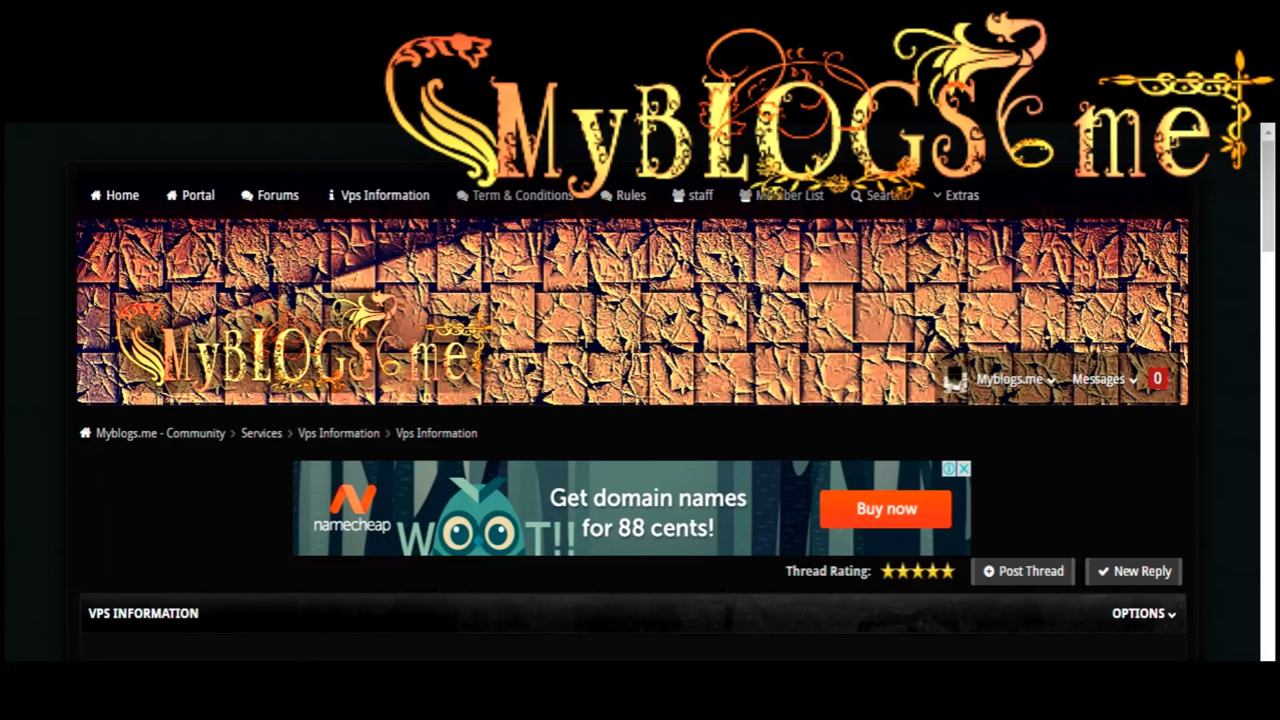 MyBLOGS me
Home Portal Forums Vps Information Term & Conditions Rules staff Member List Search Extras
MyBLOGS me
Myblogs.me Messages 0
Myblogs.me - Community > Services > Vps Information > Vps Information
namecheap
WOOT!!
Get domain names
for 88 cents!
Buy now
Thread Rating: Post Thread New Reply
VPS INFORMATION OPTIONS